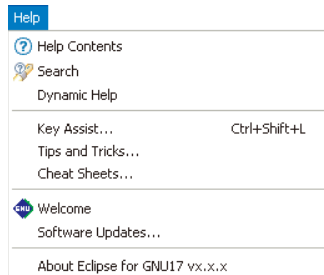 Help
Help Contents
Search
Dynamic Help
Key Assist... Ctrl+Shift+L
Tips and Tricks...
Cheat Sheets...
GNU Welcome
Software Updates...
About Eclipse for GNU17 vx.x.x